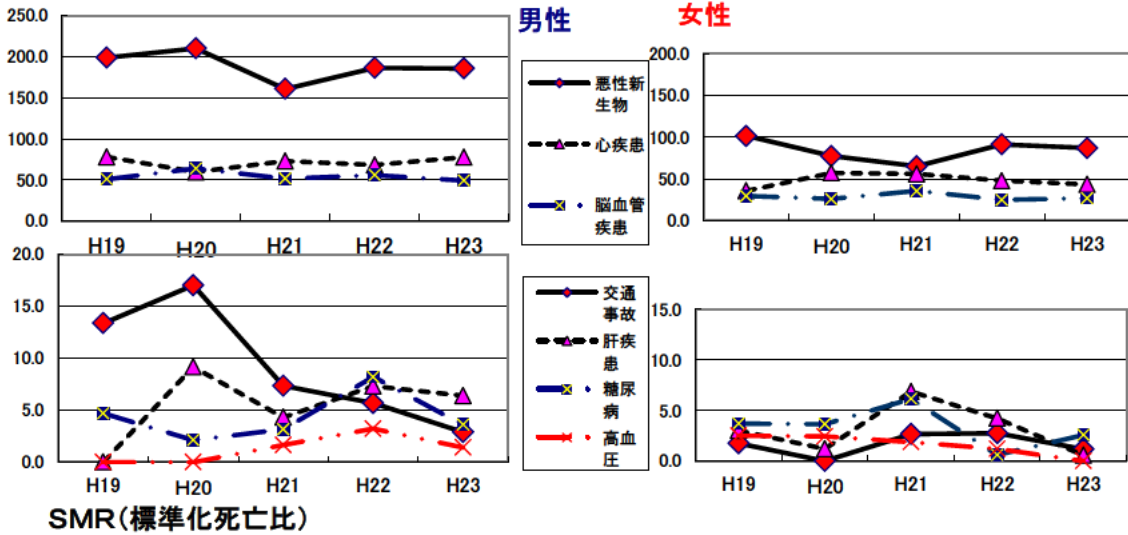 男性
女性
250.0
200.0
150.0
100.0
50.0
0.0
H19
H20
H21
H22
H23
悪性新
生物
心疾患
脳血管
疾患
200.0
150.0
100.0
50.0
0.0
H19
H20
H21
H22
H23
20.0
15.0
10.0
5.0
0.0
H19
H20
H21
H22
H23
交通
事故
肝疾
患
糖尿
病
高血
圧
15.0
10.0
5.0
0.0
H19
H20
H21
H22
H23
SMR(標準化死亡比)